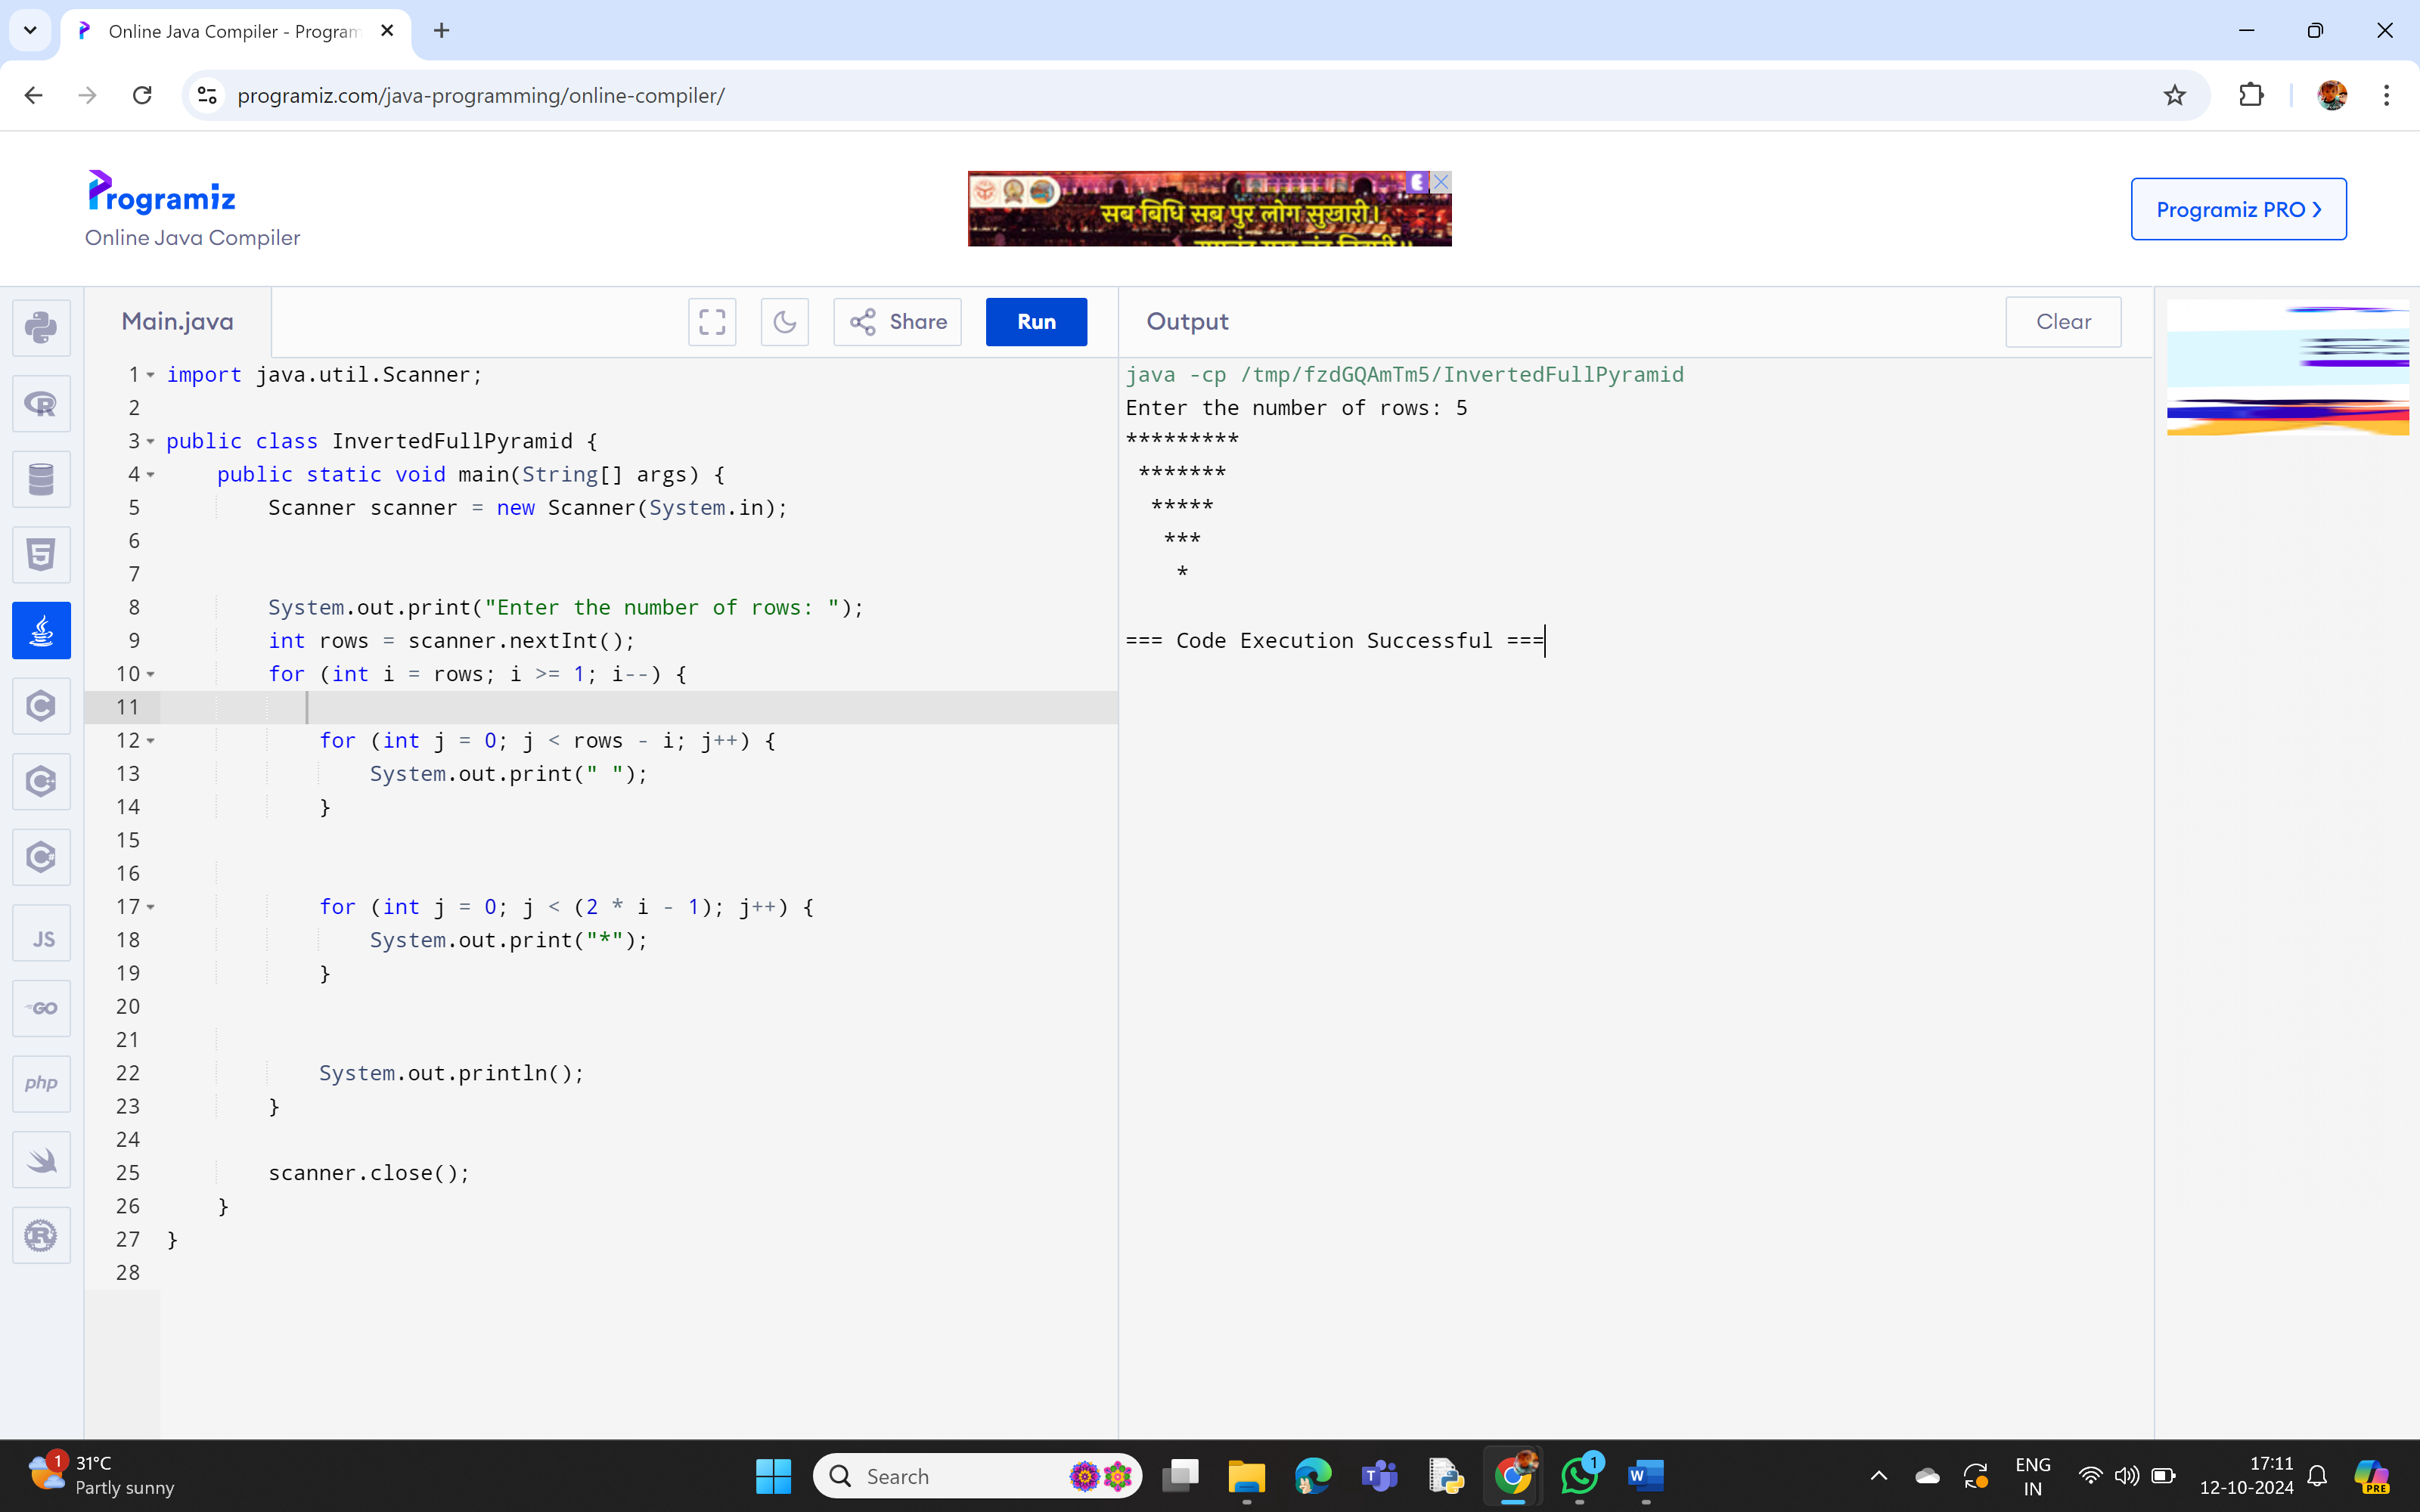 Online Java Compiler - Program
programiz.com/java-programming/online-compiler/
Programiz
Online Java Compiler
सब बिधि सब पुर लोग सुखारी।
Programiz PRO
Main.java
Share
Run
Output
Clear
1 import java.util.Scanner;
2
3 public class InvertedFullPyramid {
4 public static void main(String[] args) {
5 Scanner scanner = new Scanner(System.in);
6
7
8 System.out.print("Enter the number of rows: ");
9 int rows = scanner.nextInt();
10 for (int i = rows; i >= 1; i--) {
11
12 for (int j = 0; j < rows - i; j++) {
13 System.out.print(" ");
14 }
15
16
17 for (int j = 0; j < (2 * i - 1); j++) {
18 System.out.print("*");
19 }
20
21
22 System.out.println();
23 }
24
25 scanner.close();
26 }
27 }
28
java -cp /tmp/fzdGQAmTm5/InvertedFullPyramid
Enter the number of rows: 5
*********
 *******
  *****
   ***
    *
=== Code Execution Successful ===
R
5
C
C
C#
JS
GO
php
R
1
31°C
Partly sunny
Search
T
1
W
ENG
IN
17:11
12-10-2024
PRE